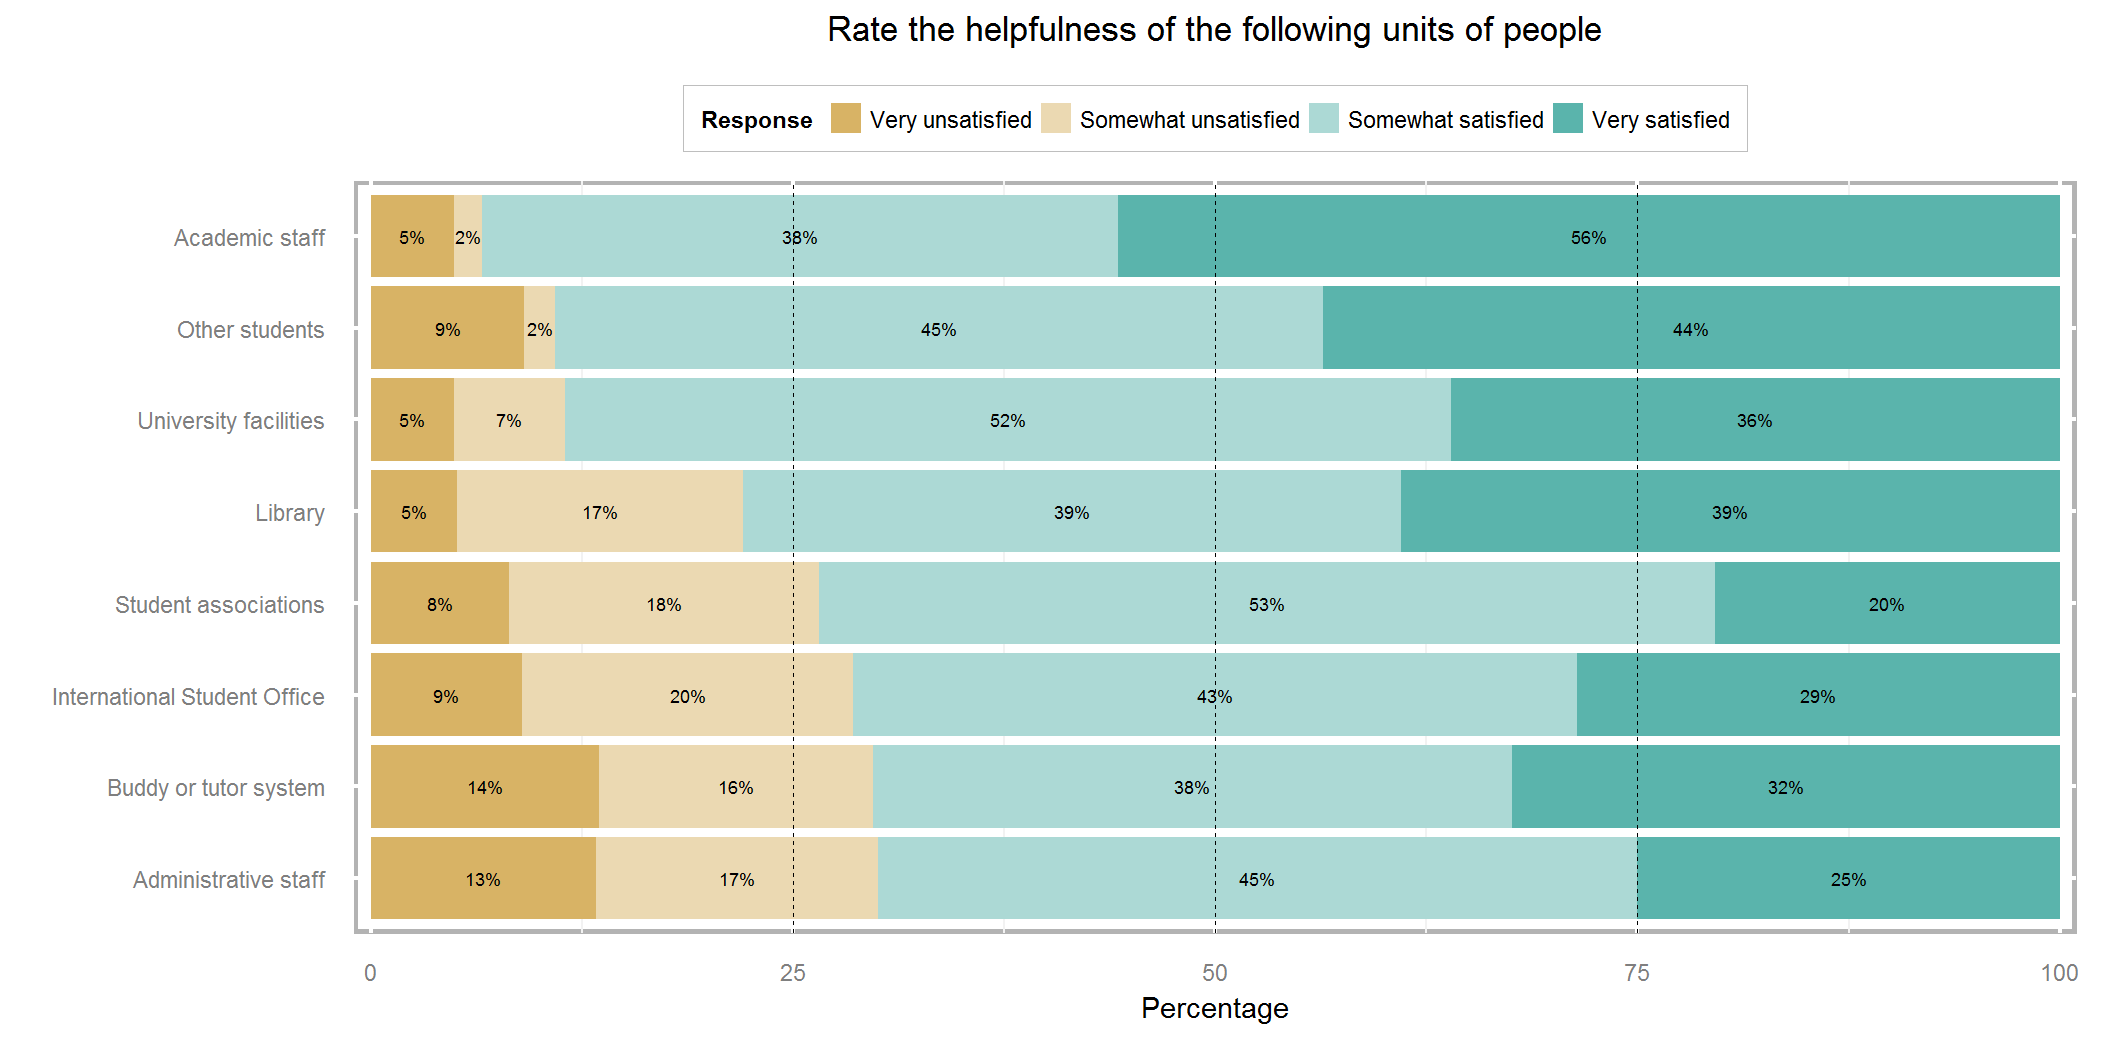 Rate the helpfulness of the following units of people
Response Very unsatisfied Somewhat unsatisfied Somewhat satisfied Very satisfied
Academic staff 5% 2% 38% 56%
Other students 9% 2% 45% 44%
University facilities 5% 7% 52% 36%
Library 5% 17% 39% 39%
Student associations 8% 18% 53% 20%
International Student Office 9% 20% 43% 29%
Buddy or tutor system 14% 16% 38% 32%
Administrative staff 13% 17% 45% 25%
0 25 50 75 100
Percentage